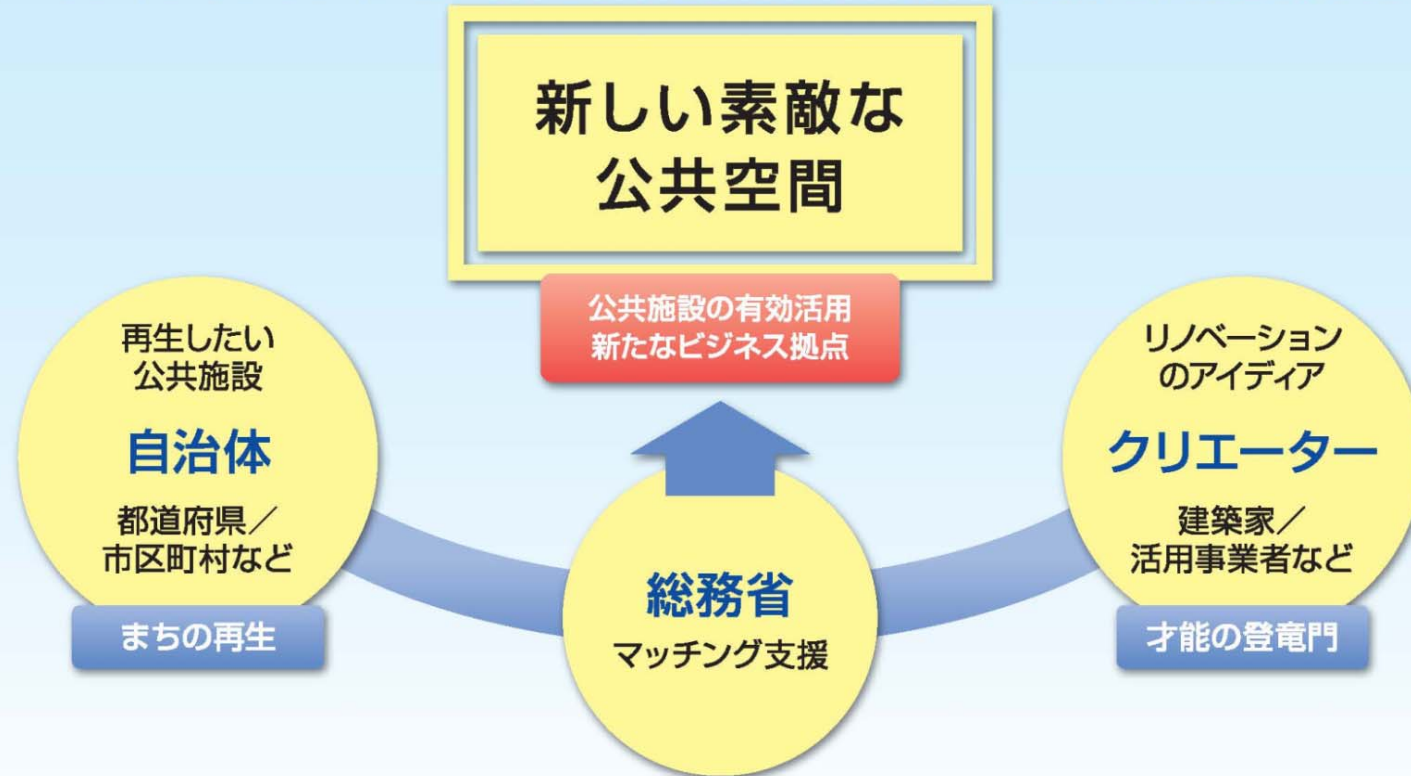 新しい素敵な
公共空間
公共施設の有効活用
新たなビジネス拠点
再生したい
公共施設
自治体
都道府県／
市区町村など
まちの再生
総務省
マッチング支援
リノベーション
のアイディア
クリエーター
建築家／
活用事業者など
才能の登竜門